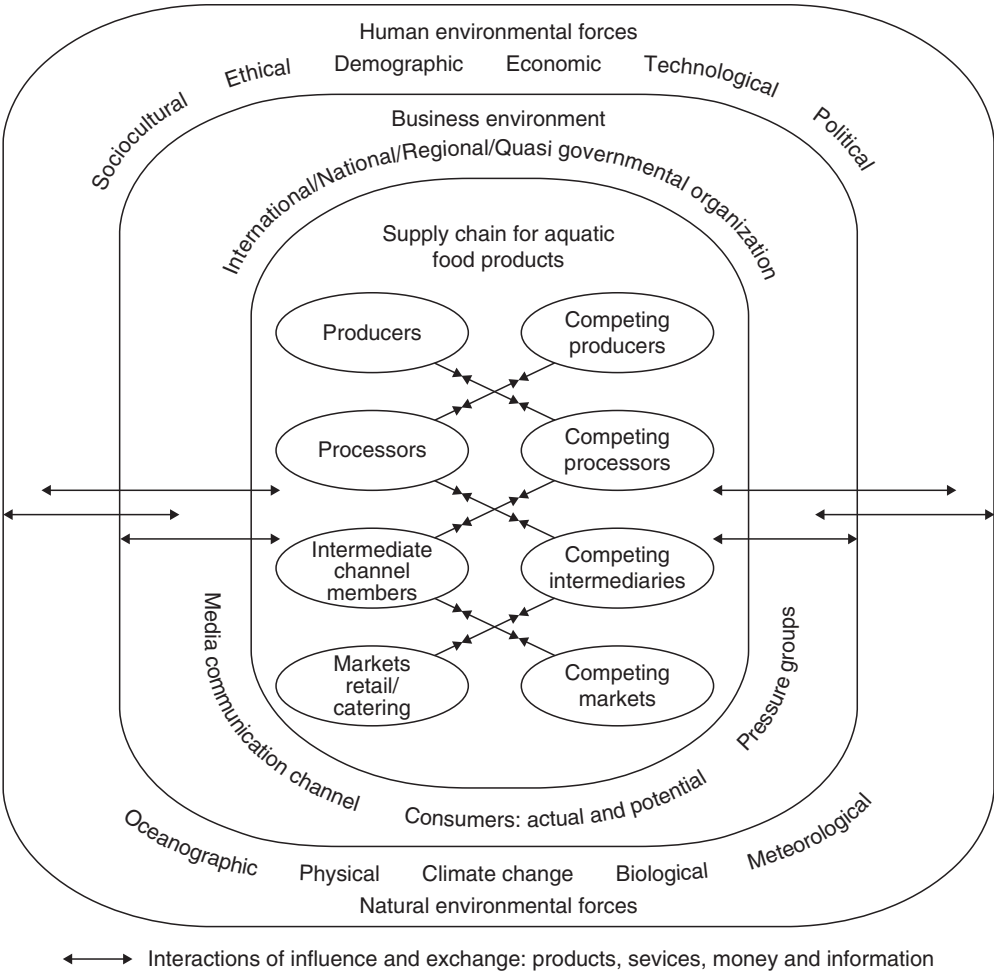 Human environmental forces
Sociocultural Ethical Demographic Economic Technological Political
Business environment
International/National/Regional/Quasi governmental organization
Supply chain for aquatic
food products
Producers
Competing
producers
Processors
Competing
processors
Intermediate
channel
members
Competing
intermediaries
Markets
retail/
catering
Competing
markets
Media communication channel
Consumers: actual and potential
Pressure groups
Oceanographic Physical Climate change Biological Meteorological
Natural environmental forces
Interactions of influence and exchange: products, sevices, money and information